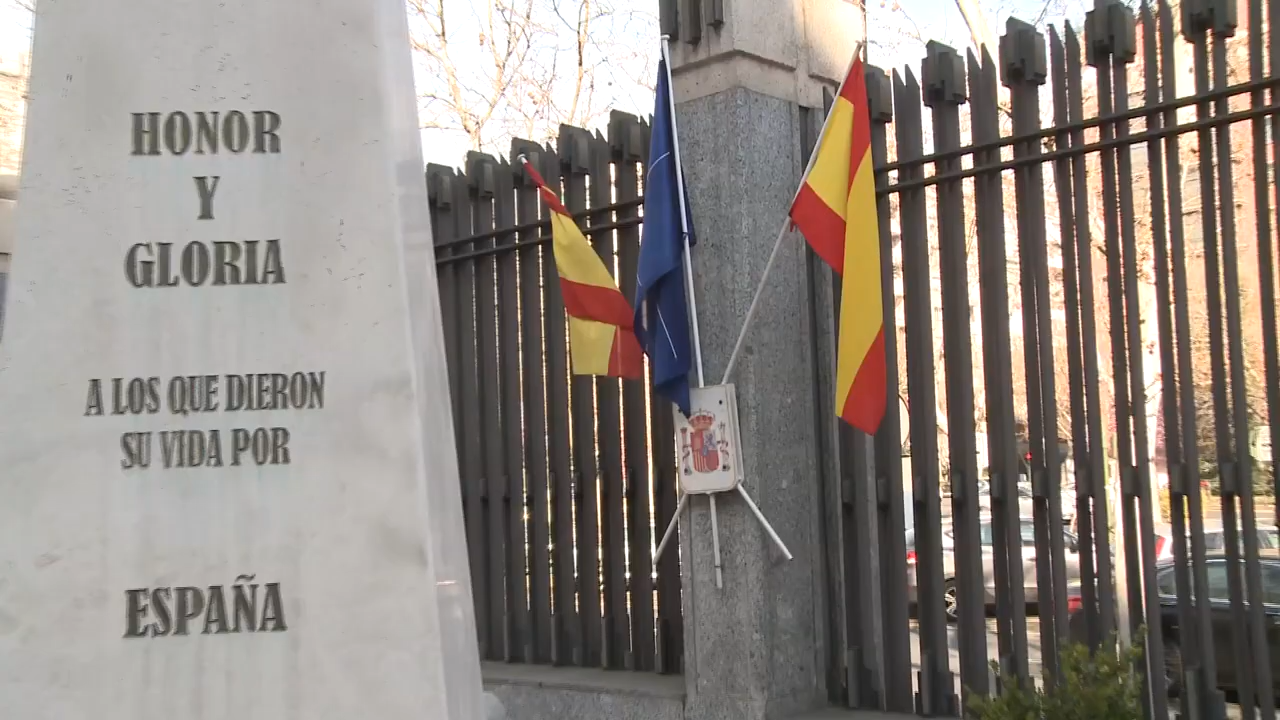 HONOR
Y
GLORIA
A LOS QUE DIERON
SU VIDA POR
ESPAÑA